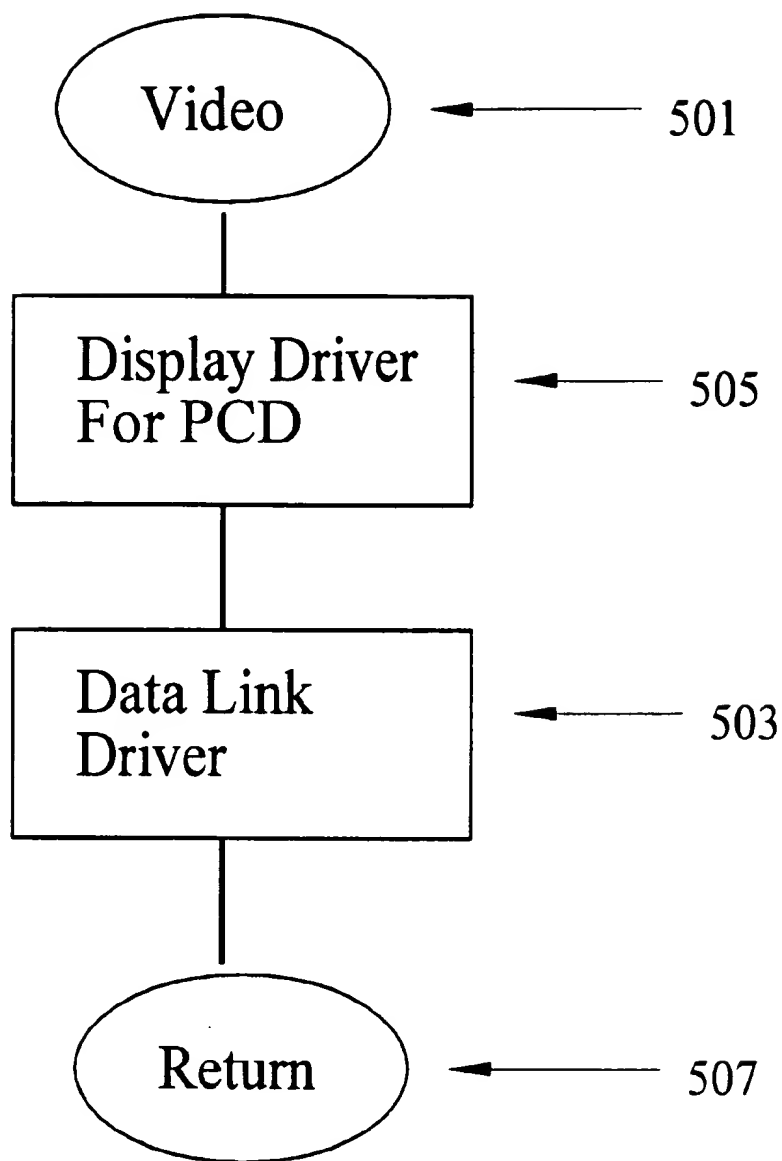 Video
501
Display Driver
For PCD
505
Data Link
Driver
503
Return
507